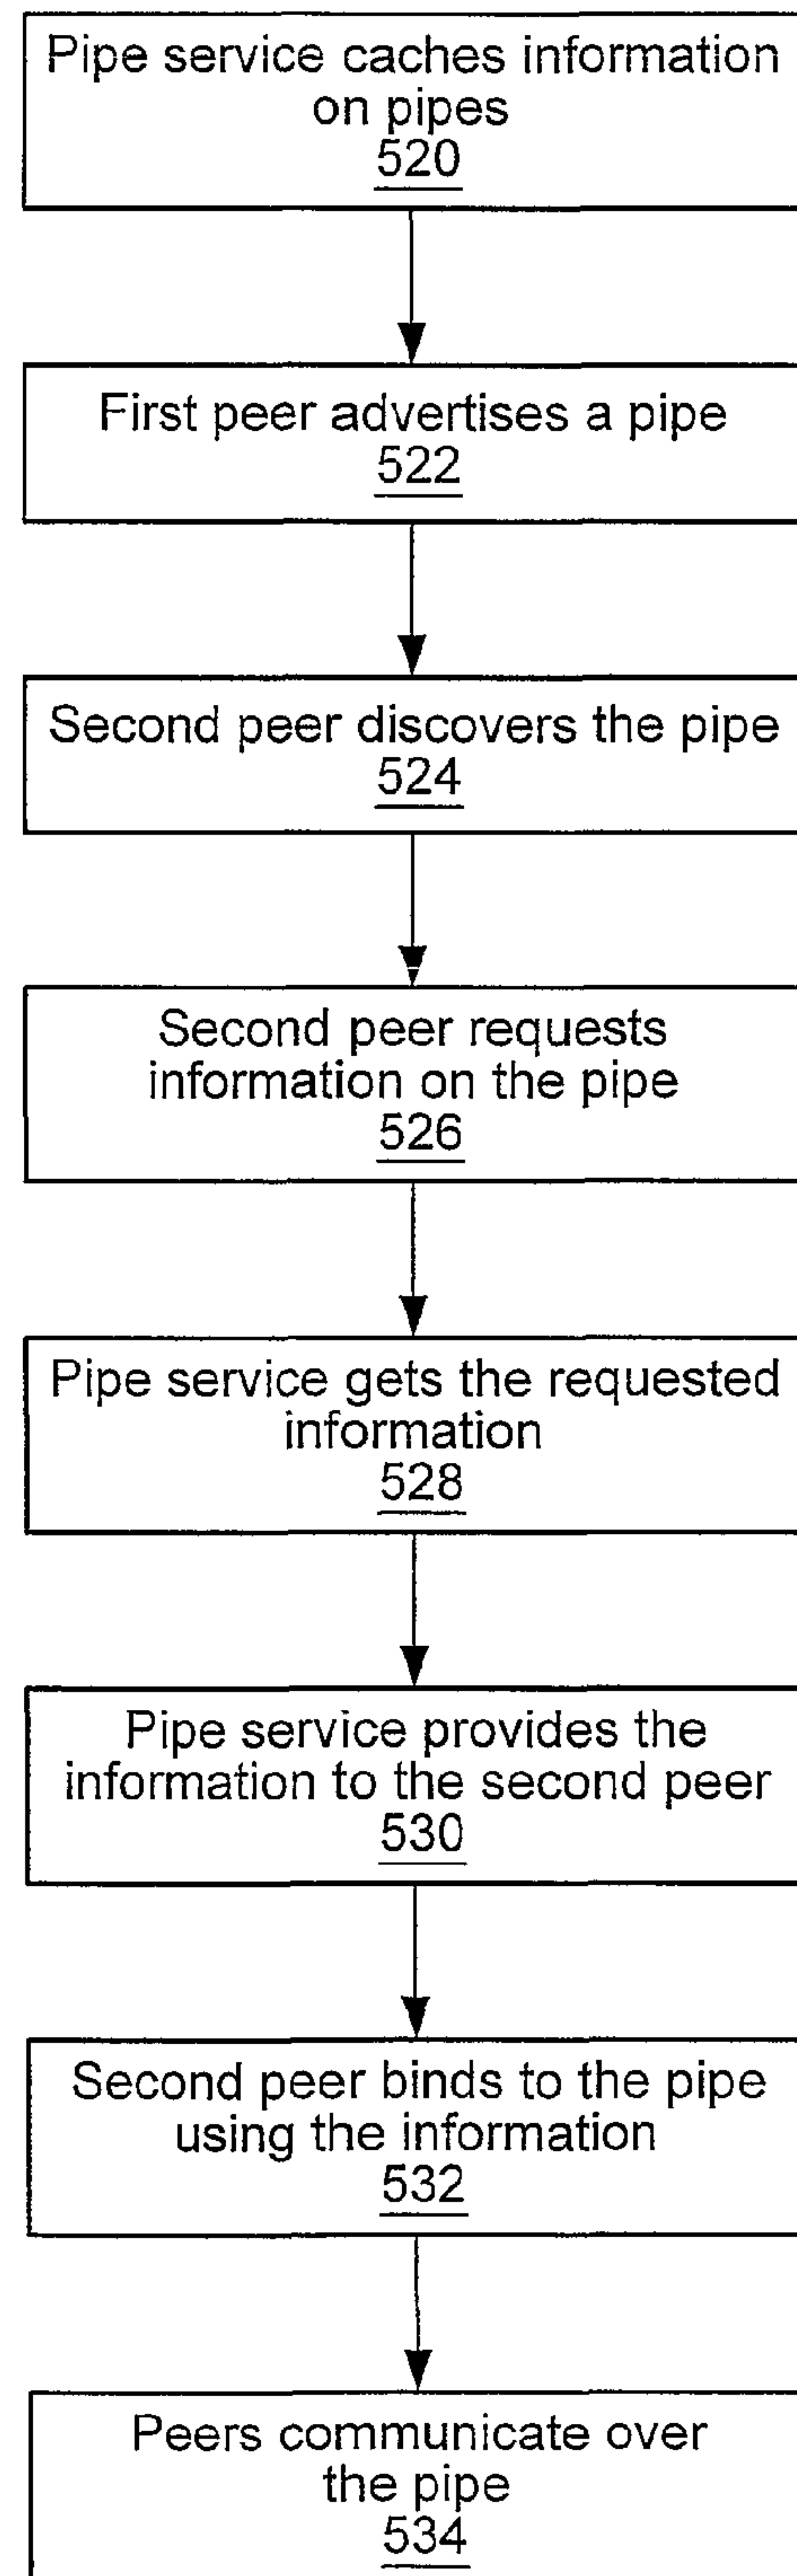 Pipe service caches information
on pipes
520
First peer advertises a pipe
522
Second peer discovers the pipe
524
Second peer requests
information on the pipe
526
Pipe service gets the requested
information
528
Pipe service provides the
information to the second peer
530
Second peer binds to the pipe
using the information
532
Peers communicate over
the pipe
534